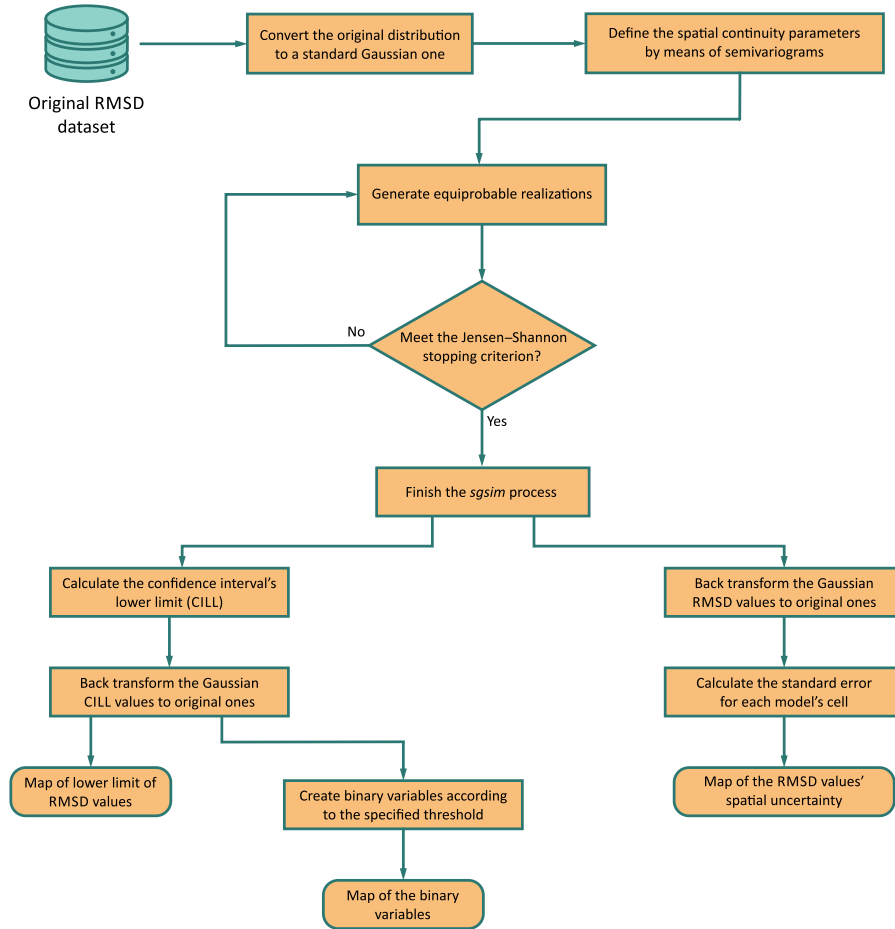 Convert the original distribution
to a standard Gaussian one
Define the spatial continuity parameters
by means of semivariograms
Original RMSD
dataset
Generate equiprobable realizations
No
Meet the Jensen–Shannon
stopping criterion?
Yes
Finish the sgsim process
Calculate the confidence interval's
lower limit (CILL)
Back transform the Gaussian
RMSD values to original ones
Back transform the Gaussian
CILL values to original ones
Calculate the standard error
for each model's cell
Map of lower limit of
RMSD values
Create binary variables according
to the specified threshold
Map of the RMSD values'
spatial uncertainty
Map of the binary
variables